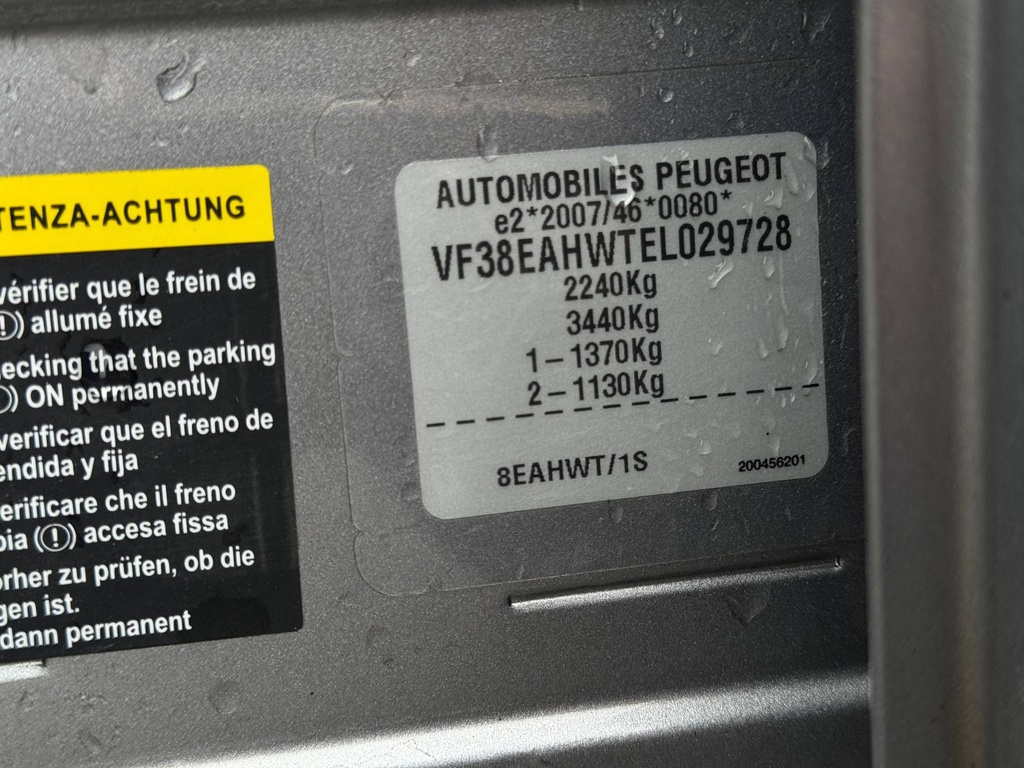 TENZA-ACHTUNG
vérifier que le frein de
(!) allumé fixe
ecking that the parking
) ON permanently
verificar que el freno de
endida y fija
erificare che il freno
pia (!) accesa fissa
orher zu prüfen, ob die
gen ist.
dann permanent
AUTOMOBILES PEUGEOT
e2*2007/46*0080*
VF38EAHWTEL029728
2240Kg
3440Kg
1-1370Kg
2-1130Kg
8EAHWT/1S
200456201